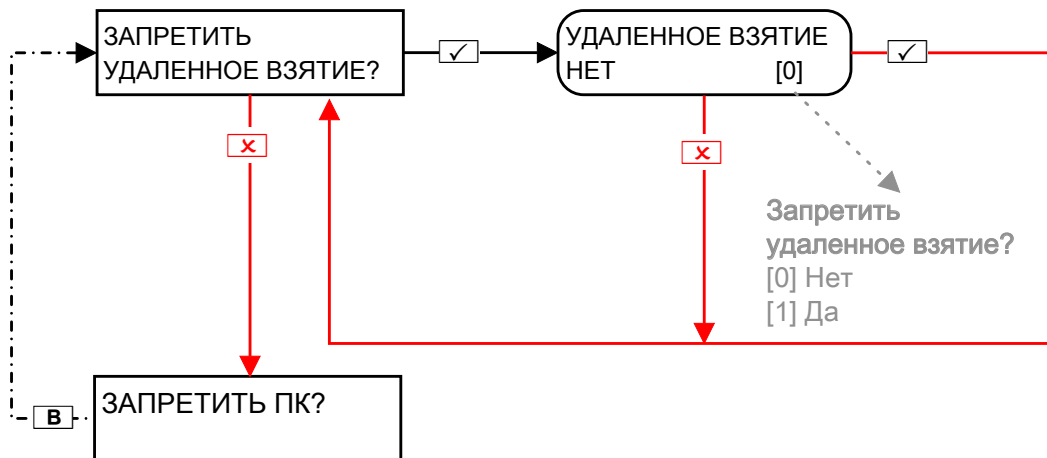 ЗАПРЕТИТЬ
УДАЛЕННОЕ ВЗЯТИЕ?
✓
УДАЛЕННОЕ ВЗЯТИЕ
НЕТ [0]
✓
x
x
Запретить
удаленное взятие?
[0] Нет
[1] Да
ЗАПРЕТИТЬ ПК?
B